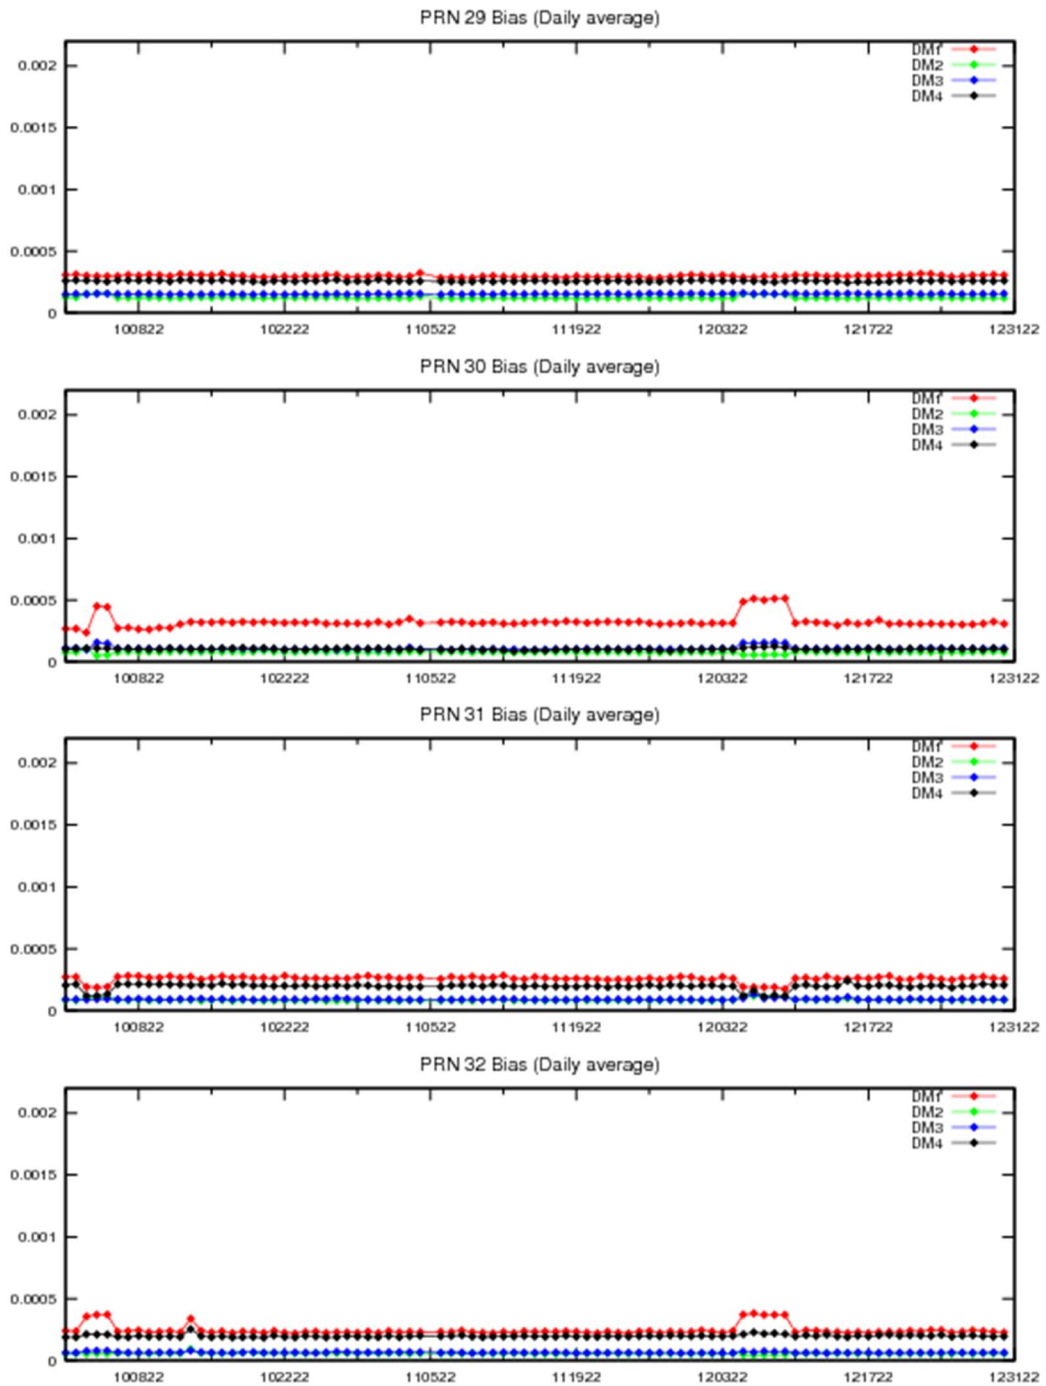 PRN 29 Bias (Daily average)
DM1
DM2
DM3
DM4
0.002
0.0015
0.001
0.0005
0
100822 102222 110522 111922 120322 121722 123122
PRN 30 Bias (Daily average)
DM1
DM2
DM3
DM4
0.002
0.0015
0.001
0.0005
0
100822 102222 110522 111922 120322 121722 123122
PRN 31 Bias (Daily average)
DM1
DM2
DM3
DM4
0.002
0.0015
0.001
0.0005
0
100822 102222 110522 111922 120322 121722 123122
PRN 32 Bias (Daily average)
DM1
DM2
DM3
DM4
0.002
0.0015
0.001
0.0005
0
100822 102222 110522 111922 120322 121722 123122